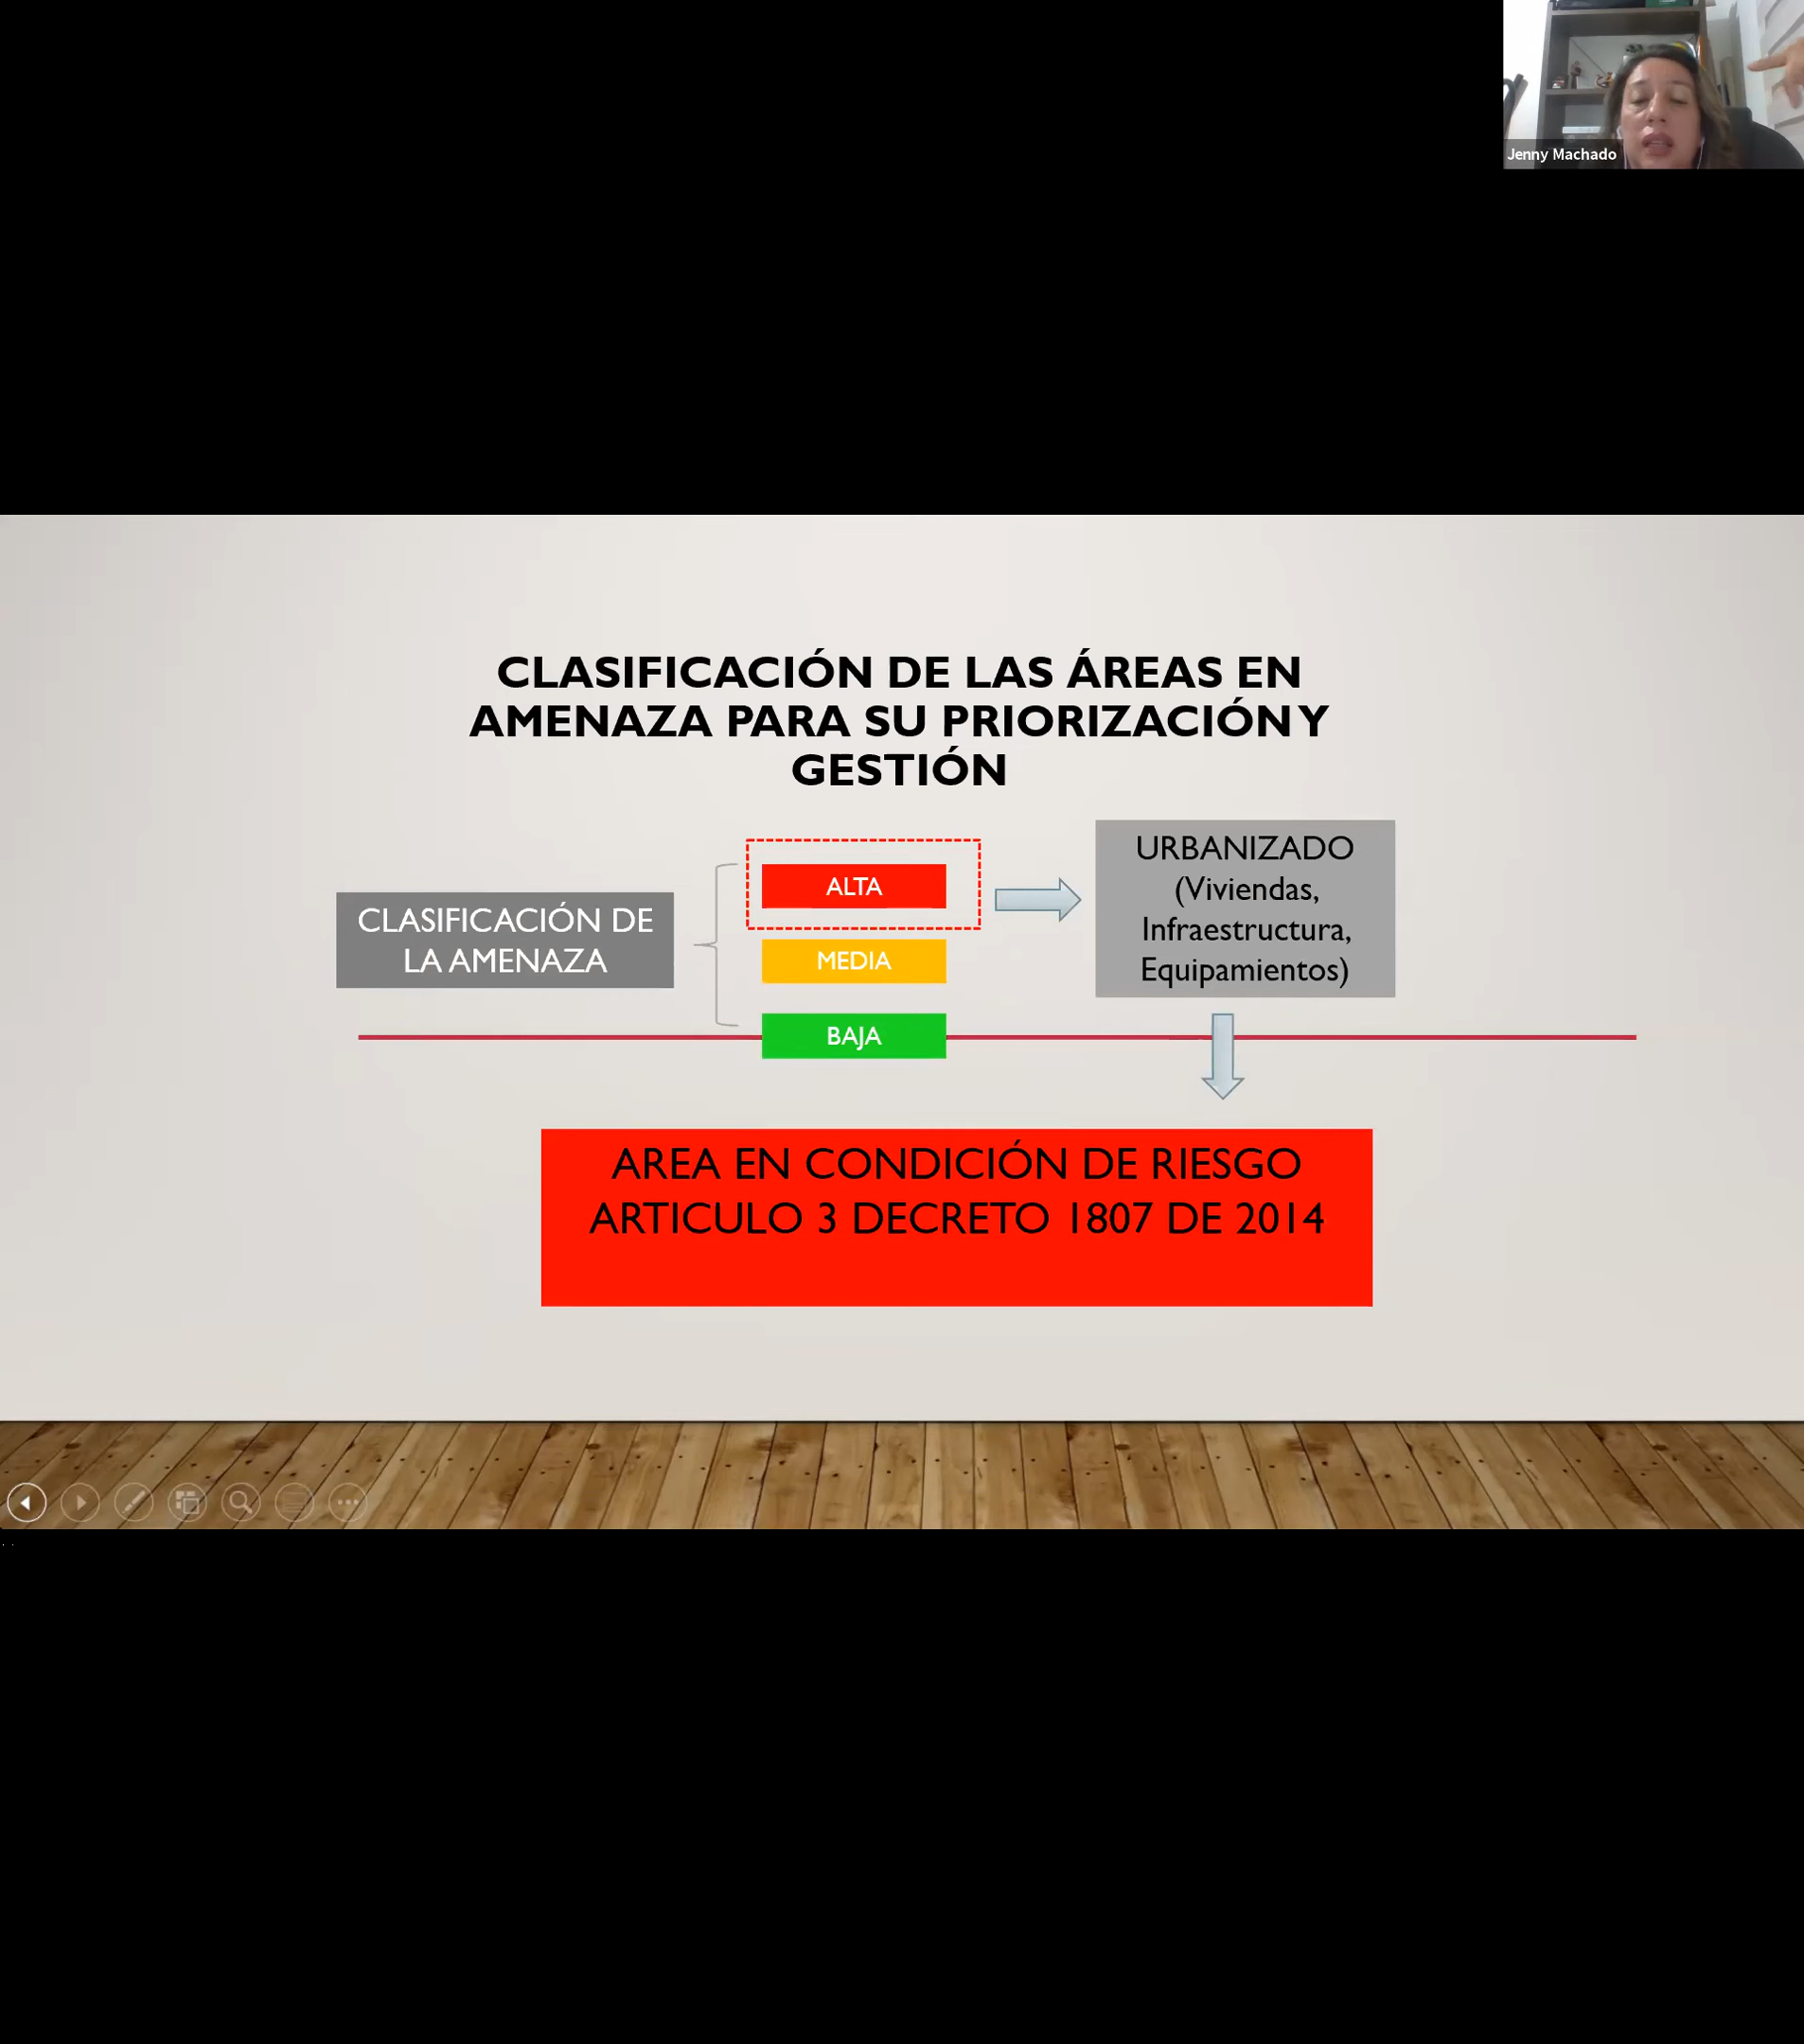 Jenny Machado
CLASIFICACIÓN DE LAS ÁREAS EN
AMENAZA PARA SU PRIORIZACIÓN Y
GESTIÓN
CLASIFICACIÓN DE
LA AMENAZA
ALTA
MEDIA
BAJA
URBANIZADO
(Viviendas,
Infraestructura,
Equipamientos)
AREA EN CONDICIÓN DE RIESGO
ARTICULO 3 DECRETO 1807 DE 2014